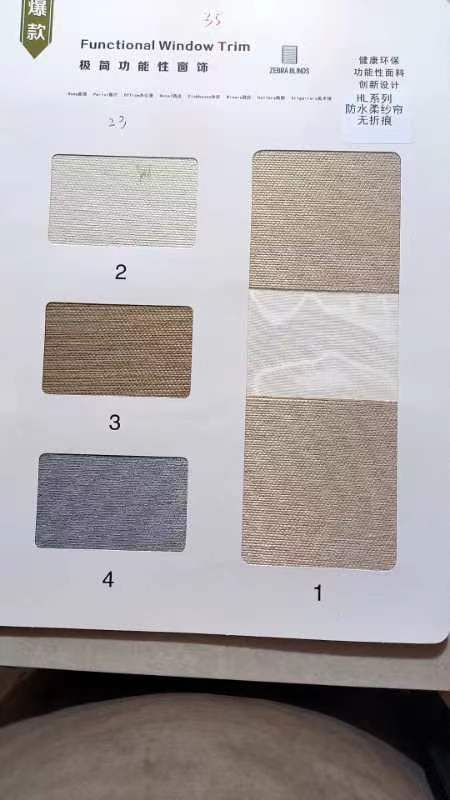 爆
款
35
Functional Window Trim
极简功能性窗饰
ZEBRA BLINDS
健康环保
功能性面料
创新设计
HL系列
防水柔纱帘
无折痕
23
2
3
4
1